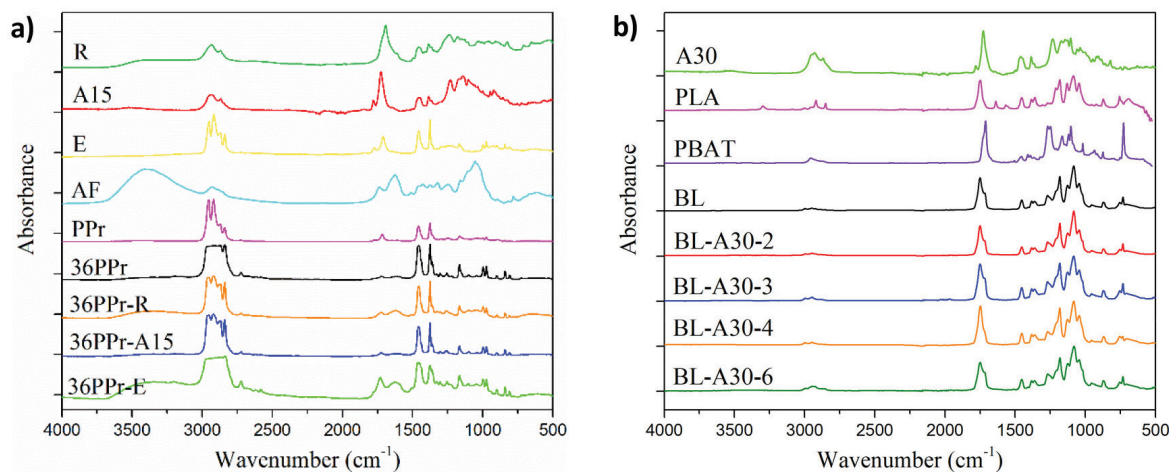 a)
R
A15
E
AF
PPr
36PPr
36PPr-R
36PPr-A15
36PPr-E
Absorbance
4000 3500 3000 2500 2000 1500 1000 500
Wavenumber (cm-1)
b)
A30
PLA
PBAT
BL
BL-A30-2
BL-A30-3
BL-A30-4
BL-A30-6
Absorbance
4000 3500 3000 2500 2000 1500 1000 500
Wavenumber (cm-1)